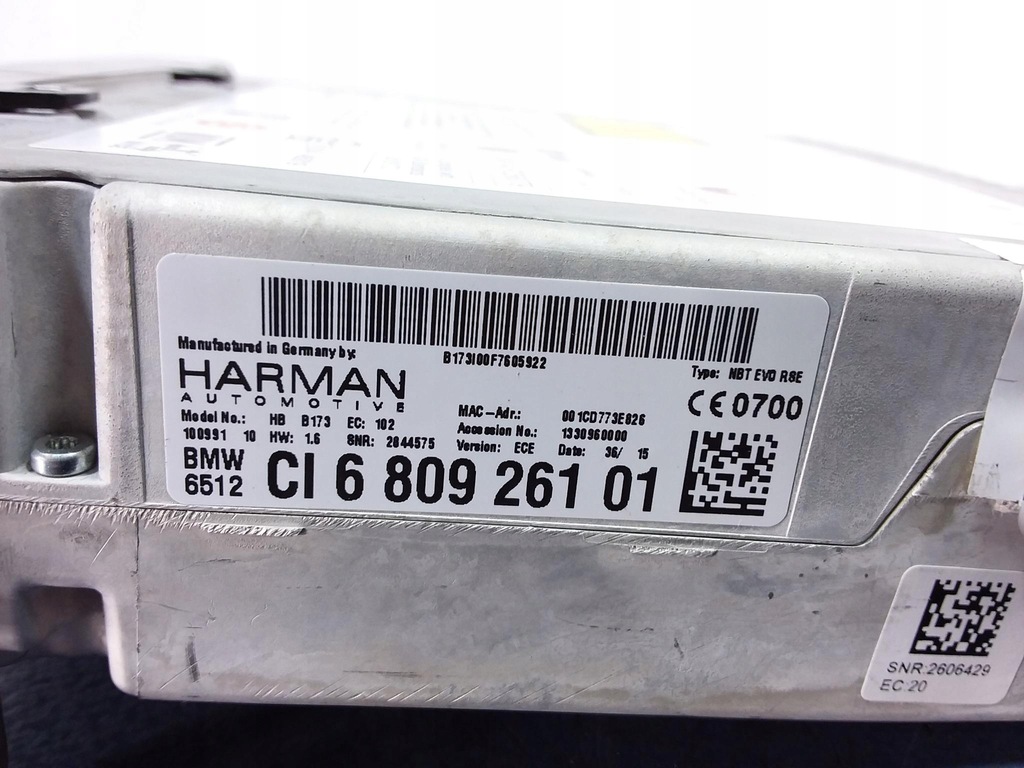 B173I00F7605922
Manufactured in Germany by:
Type: NBT EVO RSE
HARMAN
AUTOMOTIVE
CE 0700
Model No.: HB B173 EC: 102
100991 10 HW: 1.6 SNR: 2844575
MAC-Adr.: 001CD773E826
Accession No.: 1330960000
Version: ECE Date: 36/ 15
BMW
6512
CI 6 809 261 01
SNR:2606429
EC:20